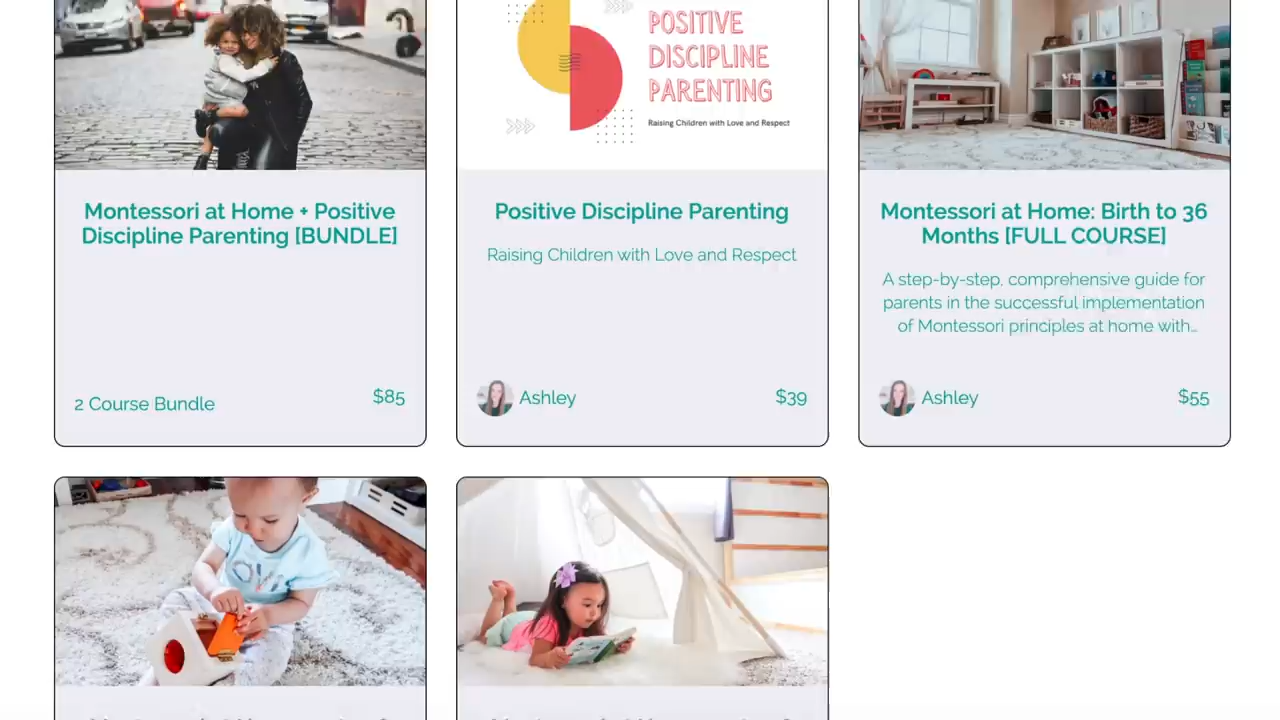 POSITIVE
DISCIPLINE
PARENTING
Raising Children with Love and Respect
Montessori at Home + Positive
Discipline Parenting [BUNDLE]
2 Course Bundle
$85
Positive Discipline Parenting
Raising Children with Love and Respect
Ashley
$39
Montessori at Home: Birth to 36
Months [FULL COURSE]
A step-by-step, comprehensive guide for
parents in the successful implementation
of Montessori principles at home with...
Ashley
$55